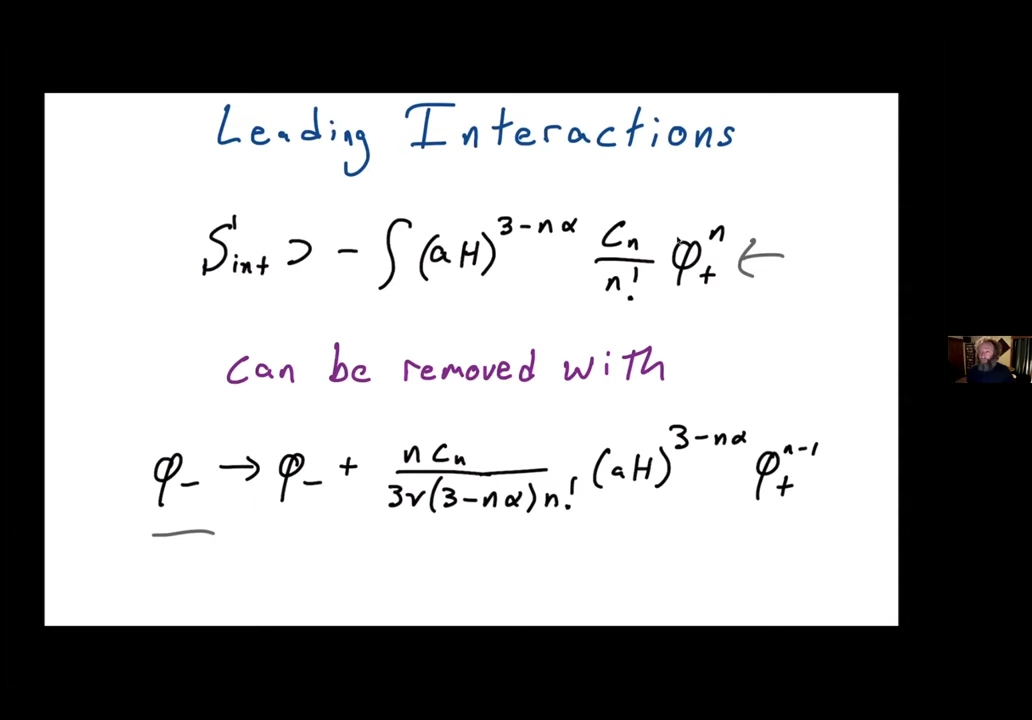 Leading Interactions
S_int ⊃ - ∫ (aH)^{3-nα} C_n/n! φ_+^n ←
can be removed with
φ_- → φ_- + n C_n / 3ν(3-nα)n! (aH)^{3-nα} φ_+^{n-1}